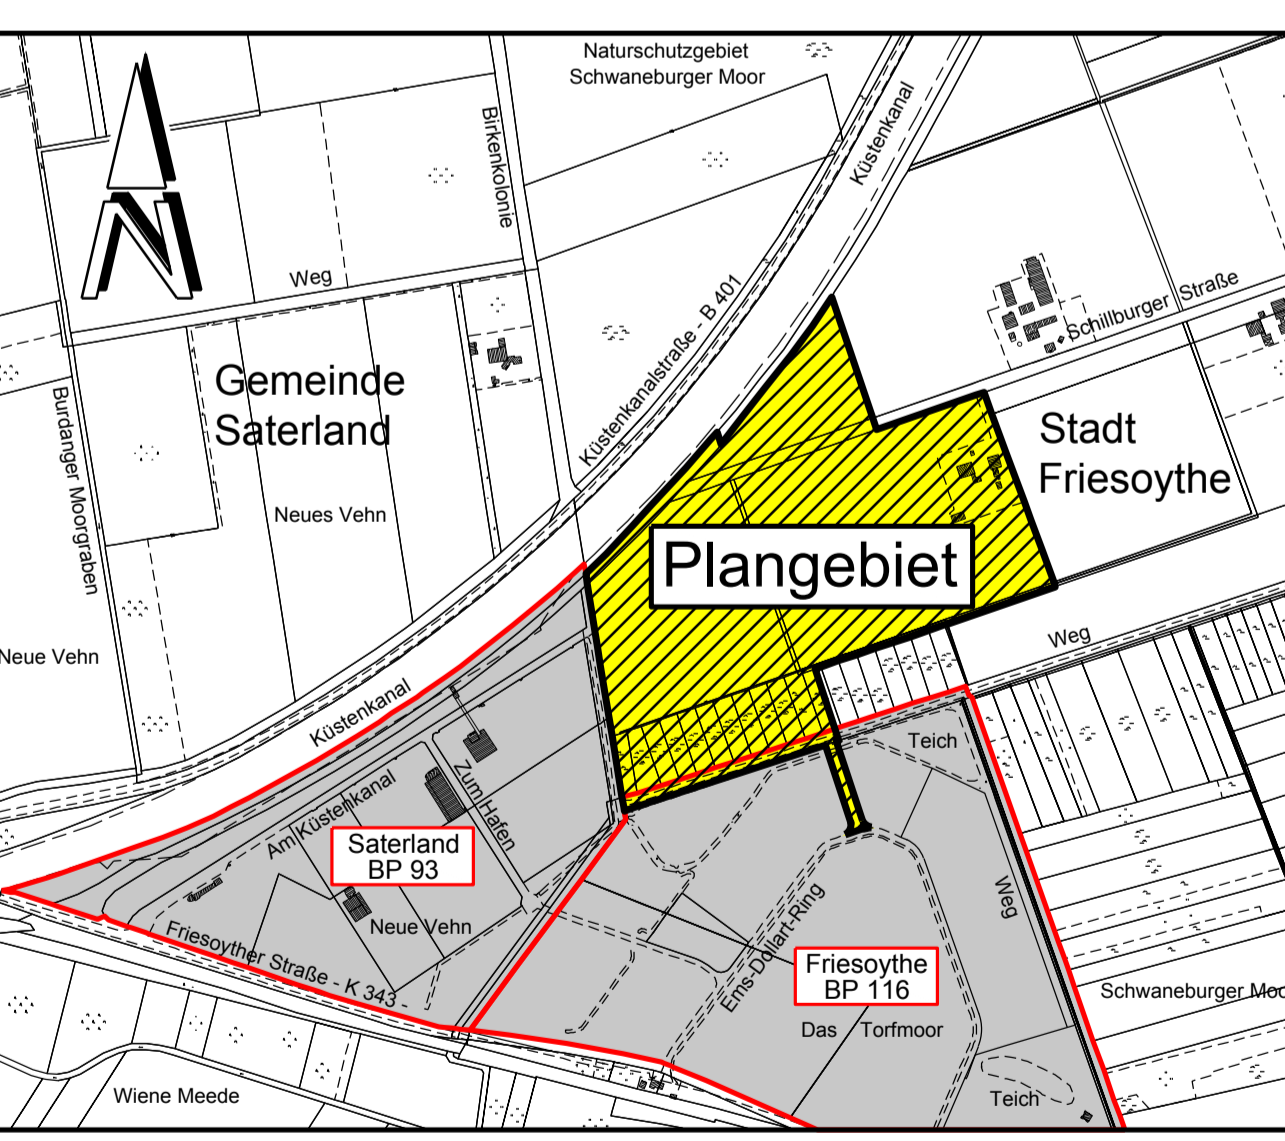 Naturschutzgebiet
Schwaneburger Moor
N
Birkenkolonie
Küstenkanal
Weg
Küstenkanalstraße - B 401
Schillburger Straße
Gemeinde
Saterland
Burdanger Moorgraben
Stadt
Friesoythe
Neues Vehn
Plangebiet
Weg
Neue Vehn
Küstenkanal
Teich
Am Küstenkanal
Zum Hafen
Saterland
BP 93
Neue Vehn
Weg
Ems-Dollart-Ring
Friesoyther Straße - K 343 -
Friesoythe
BP 116
Schwaneburger Moo
Das Torfmoor
Wiene Meede
Teich